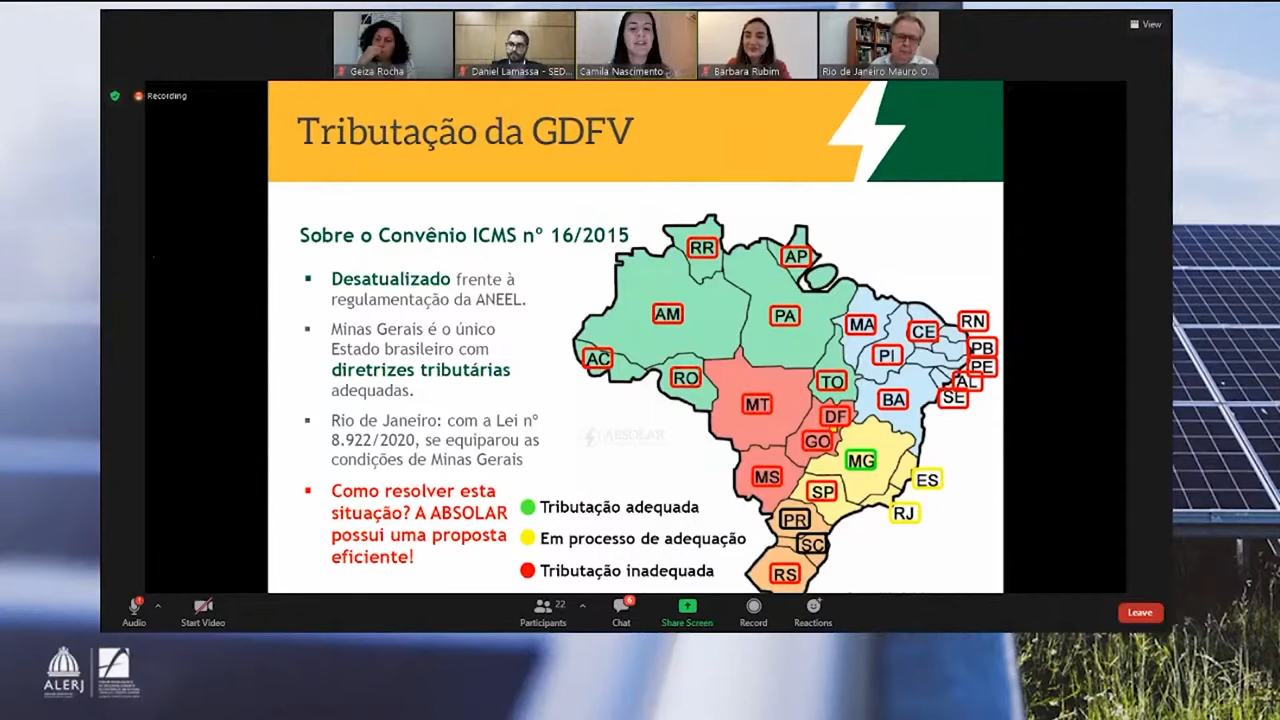 View
Geiza Rocha
Daniel Lamassa - SED...
Camila Nascimento
Barbara Rubim
Rio de Janeiro Mauro O...
Recording
Tributação da GDFV
Sobre o Convênio ICMS nº 16/2015
Desatualizado frente à
regulamentação da ANEEL.
Minas Gerais é o único
Estado brasileiro com
diretrizes tributárias
adequadas.
Rio de Janeiro: com a Lei nº
8.922/2020, se equiparou as
condições de Minas Gerais
Como resolver esta
situação? A ABSOLAR
possui uma proposta
eficiente!
RR
AP
AM
PA
MA
CE
RN
PB
PI
PE
AC
RO
TO
AL
SE
BA
MT
DF
GO
MG
MS
SP
ES
RJ
PR
SC
RS
ABSOLAR
Tributação adequada
Em processo de adequação
Tributação inadequada
Audio
Start Video
Participants
22
Chat
6
Share Screen
Record
Reactions
Leave
ALERJ